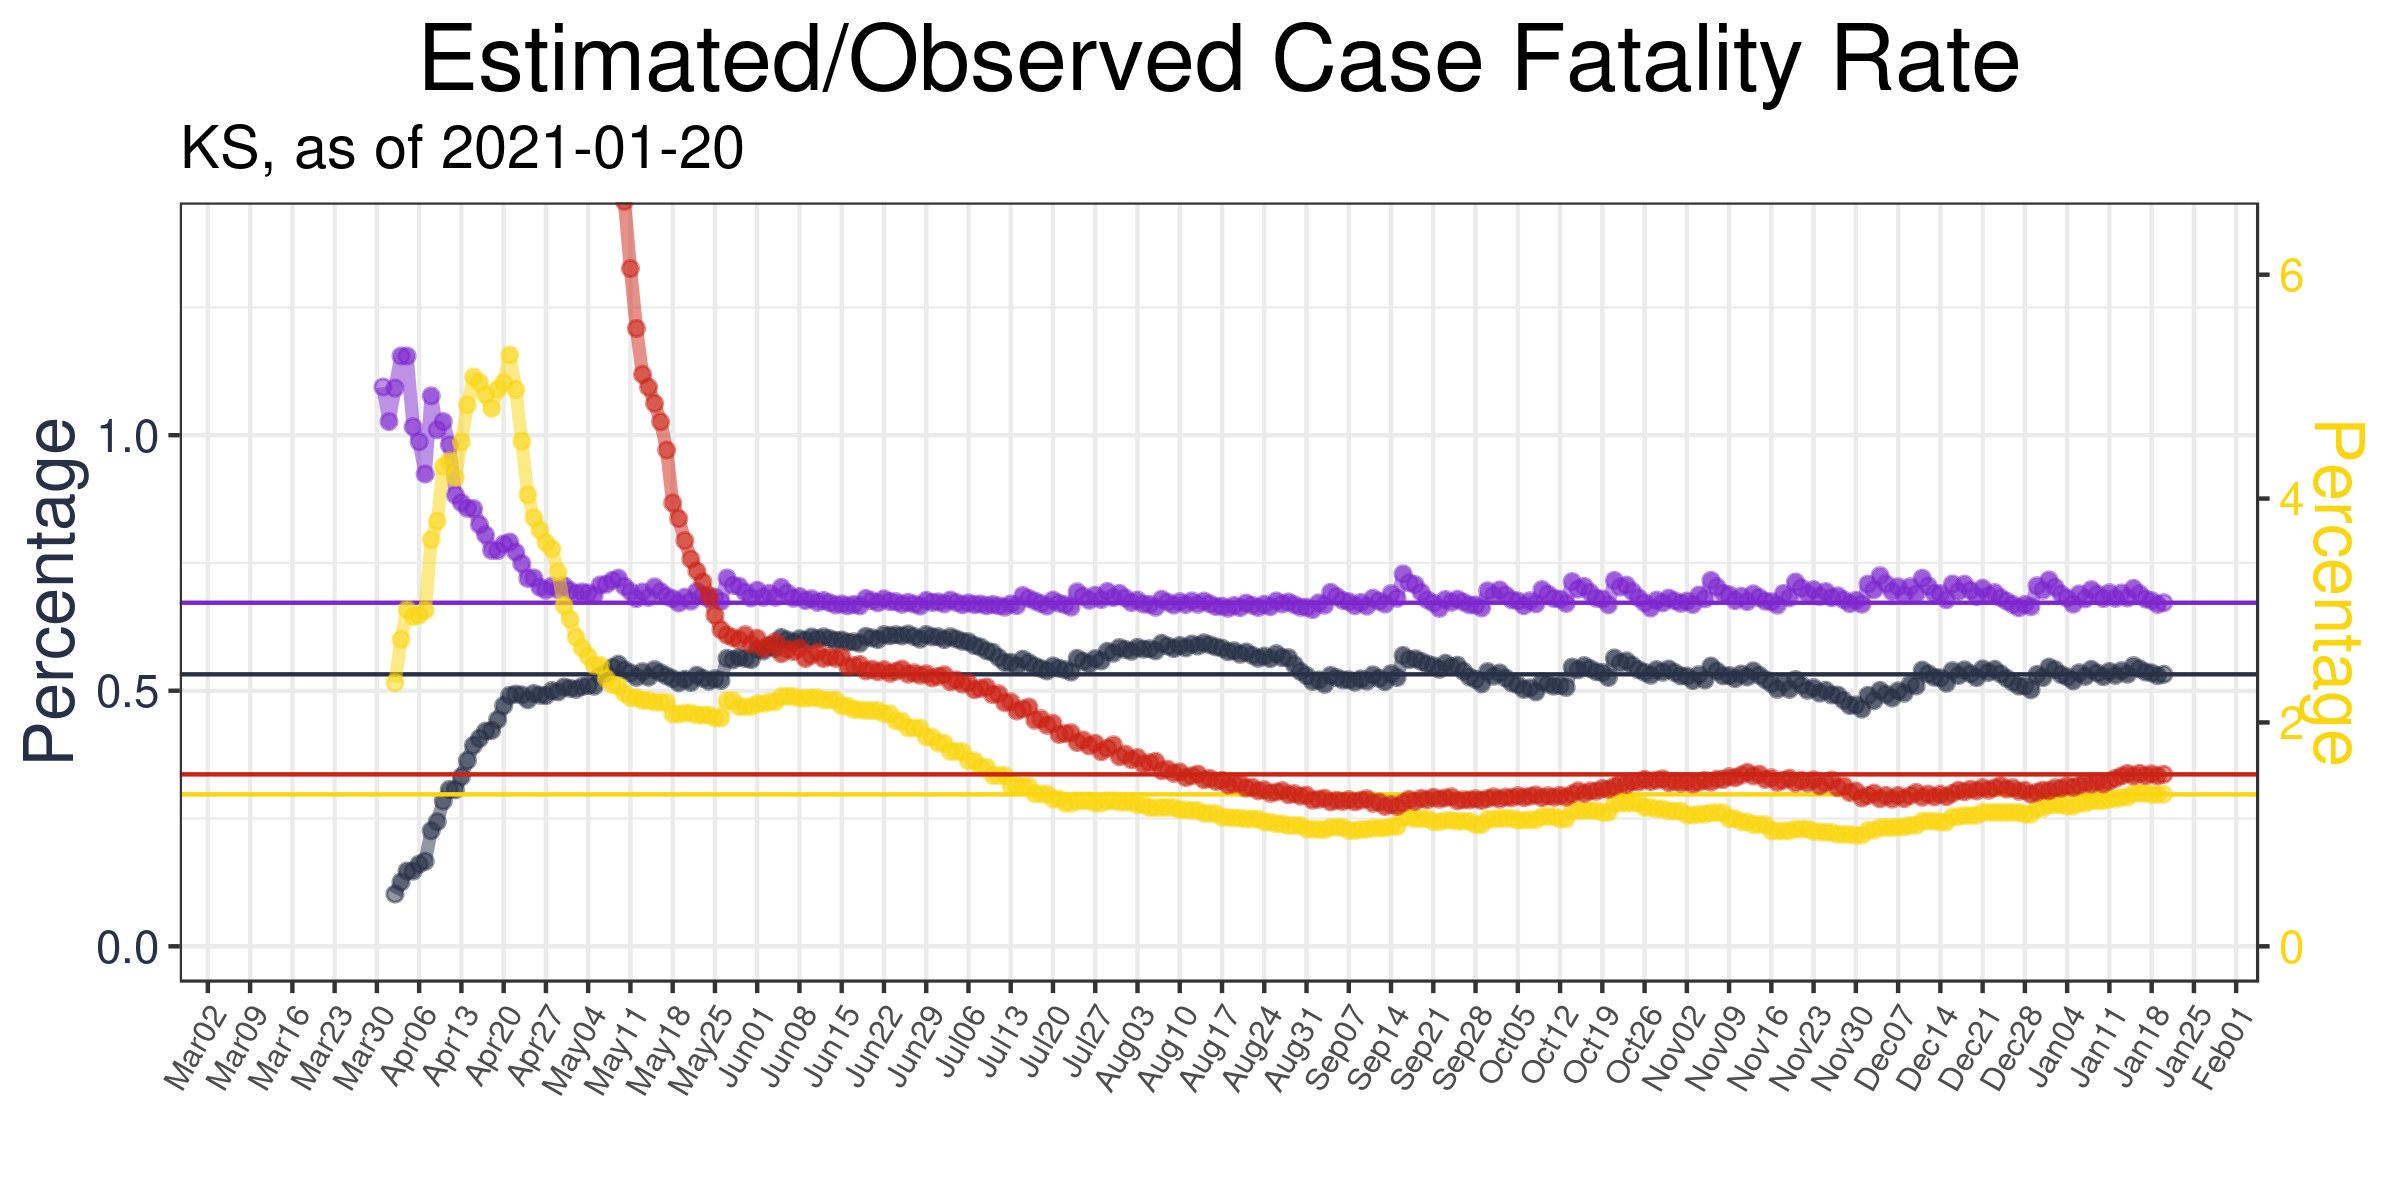 Estimated/Observed Case Fatality Rate
KS, as of 2021-01-20
Percentage
1.0
0.5
0.0
6
4
2
0
Percentage
Mar02
Mar09
Mar16
Mar23
Mar30
Apr06
Apr13
Apr20
Apr27
May04
May11
May18
May25
Jun01
Jun08
Jun15
Jun22
Jun29
Jul06
Jul13
Jul20
Jul27
Aug03
Aug10
Aug17
Aug24
Aug31
Sep07
Sep14
Sep21
Sep28
Oct05
Oct12
Oct19
Oct26
Nov02
Nov09
Nov16
Nov23
Nov30
Dec07
Dec14
Dec21
Dec28
Jan04
Jan11
Jan18
Jan25
Feb01